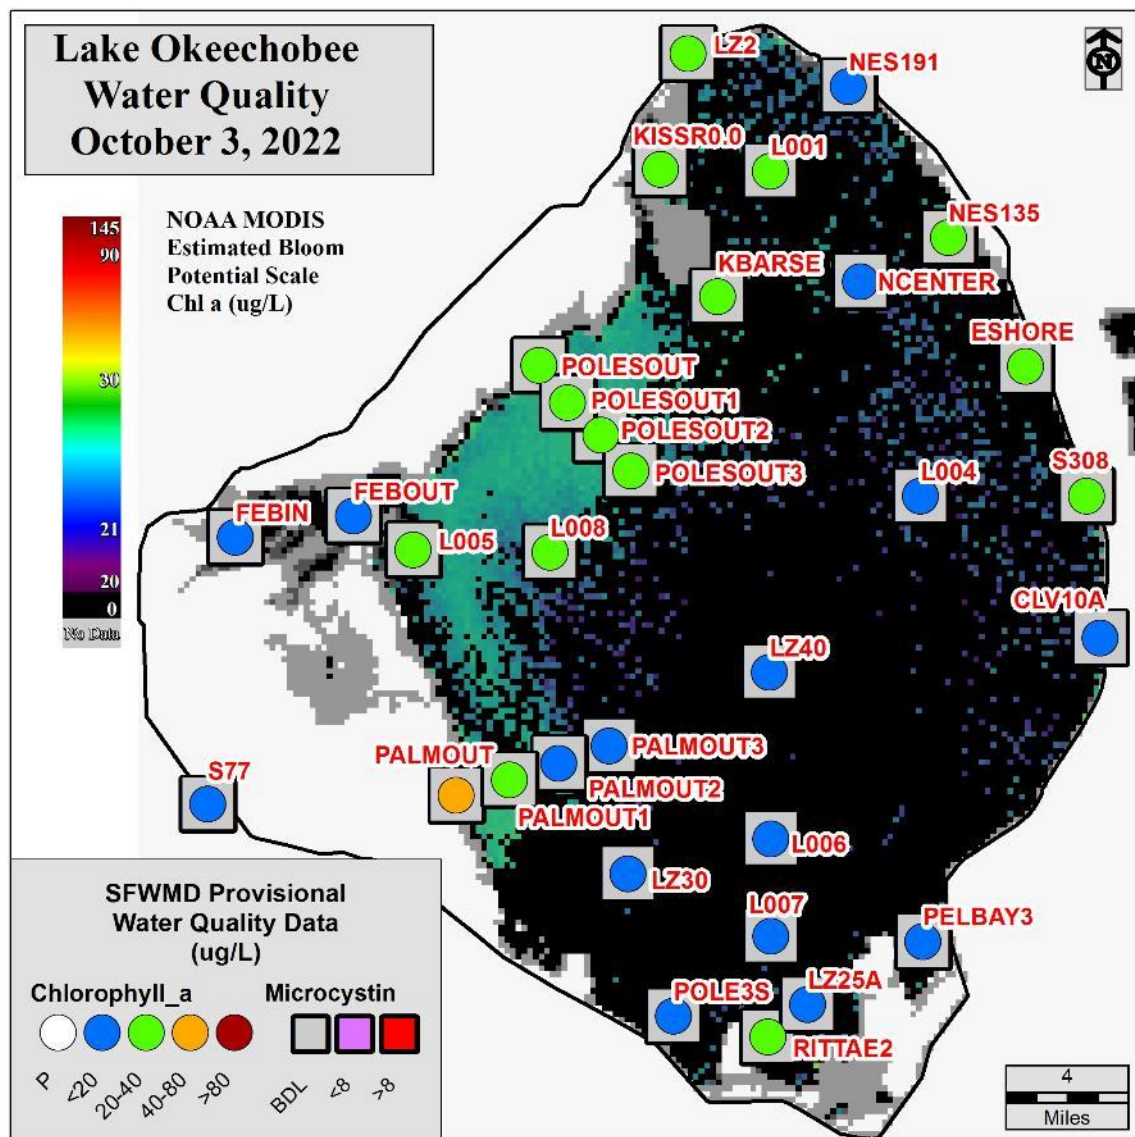 Lake Okeechobee
Water Quality
October 3, 2022
N
NOAA MODIS
Estimated Bloom
Potential Scale
Chl a (ug/L)
145
90
30
21
20
0
No Data
LZ2
NES191
KISSR0.0
L001
NES135
KBARSE
NCENTER
ESHORE
POLESOUT
POLESOUT1
POLESOUT2
POLESOUT3
L004
S308
FEBOUT
FEBIN
L005
L008
CLV10A
LZ40
PALMOUT
PALMOUT3
PALMOUT2
PALMOUT1
S77
L006
LZ30
L007
PELBAY3
LZ25A
POLE3S
RITTAE2
SFWMD Provisional
Water Quality Data
(ug/L)
Chlorophyll_a
Microcystin
P
<20
20-40
40-80
>80
BDL
<8
>8
4
Miles